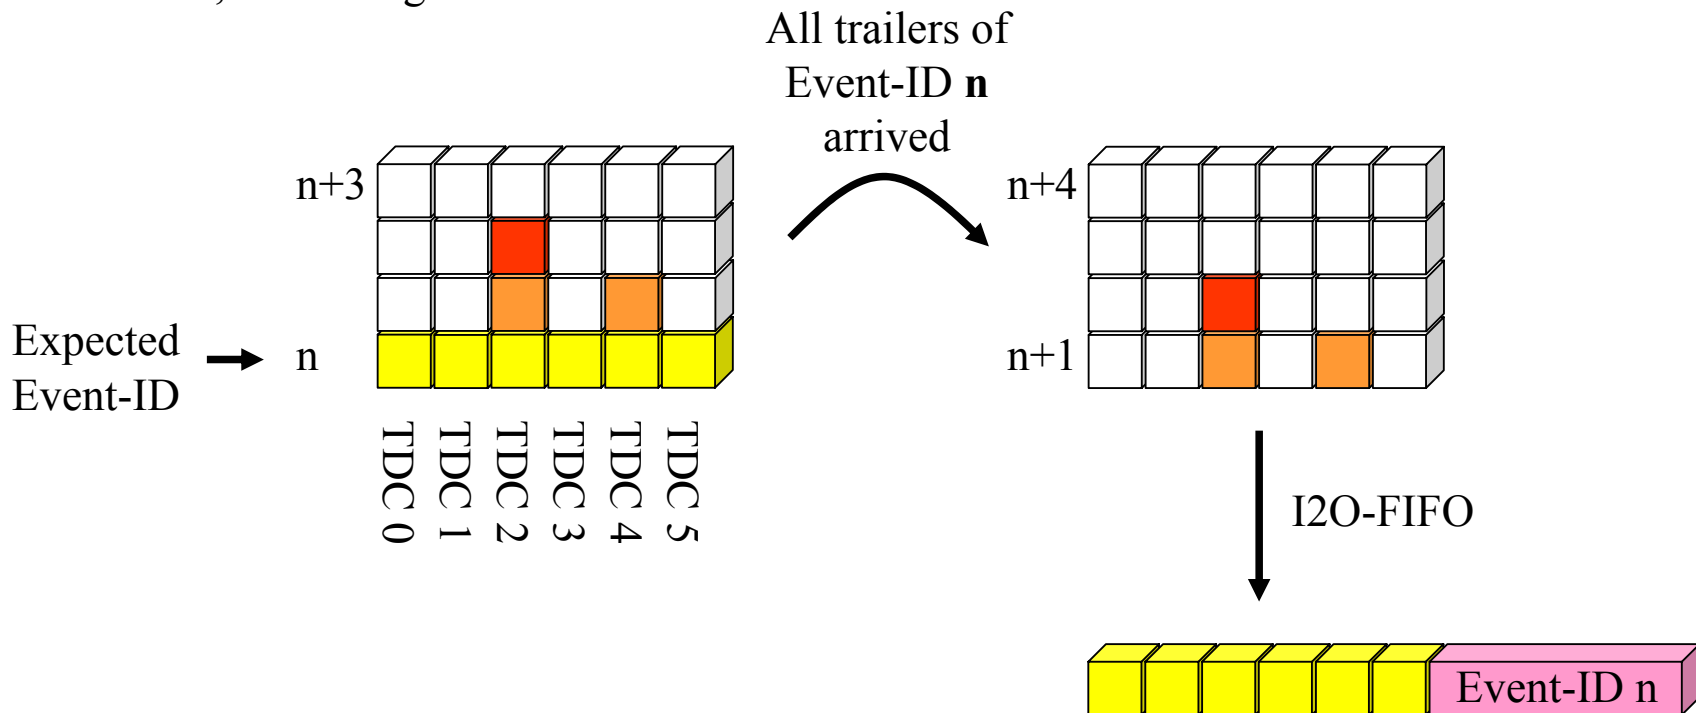 All trailers of
Event-ID n
arrived
n+3
n+4
Expected
Event-ID
n
n+1
TDC 0
TDC 1
TDC 2
TDC 3
TDC 4
TDC 5
I2O-FIFO
Event-ID n